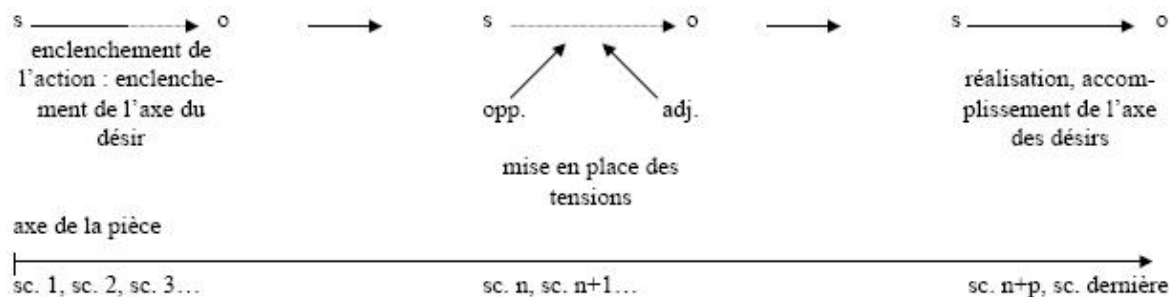 s o s o s o
enclenchement de
l'action : enclenche-
ment de l'axe du
désir
opp. adj.
mise en place des
tensions
réalisation, accom-
plissement de l'axe
des désirs
axe de la pièce
sc. 1, sc. 2, sc. 3… sc. n, sc. n+1… sc. n+p, sc. dernière